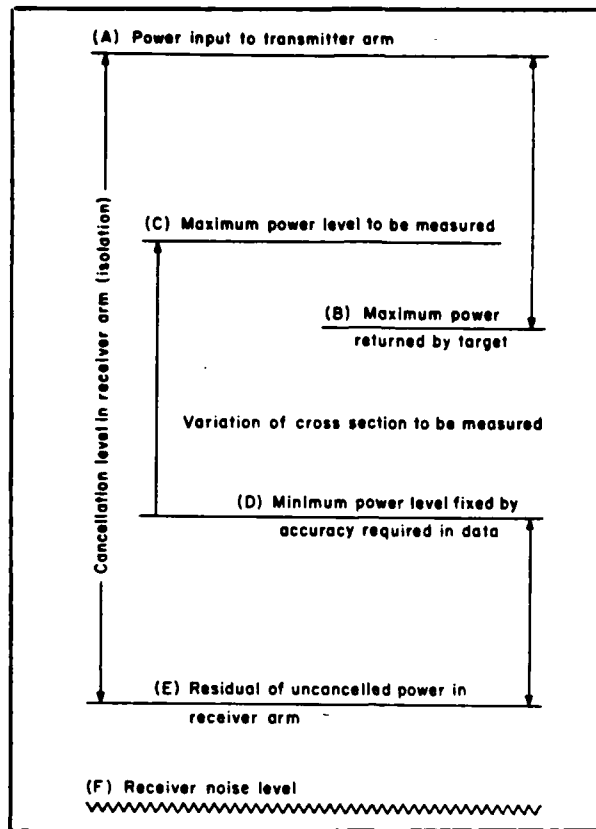 (A) Power input to transmitter arm
Cancellation level in receiver arm (isolation)
(C) Maximum power level to be measured
(B) Maximum power
returned by target
Variation of cross section to be measured
(D) Minimum power level fixed by
accuracy required in data
(E) Residual of uncancelled power in
receiver arm
(F) Receiver noise level